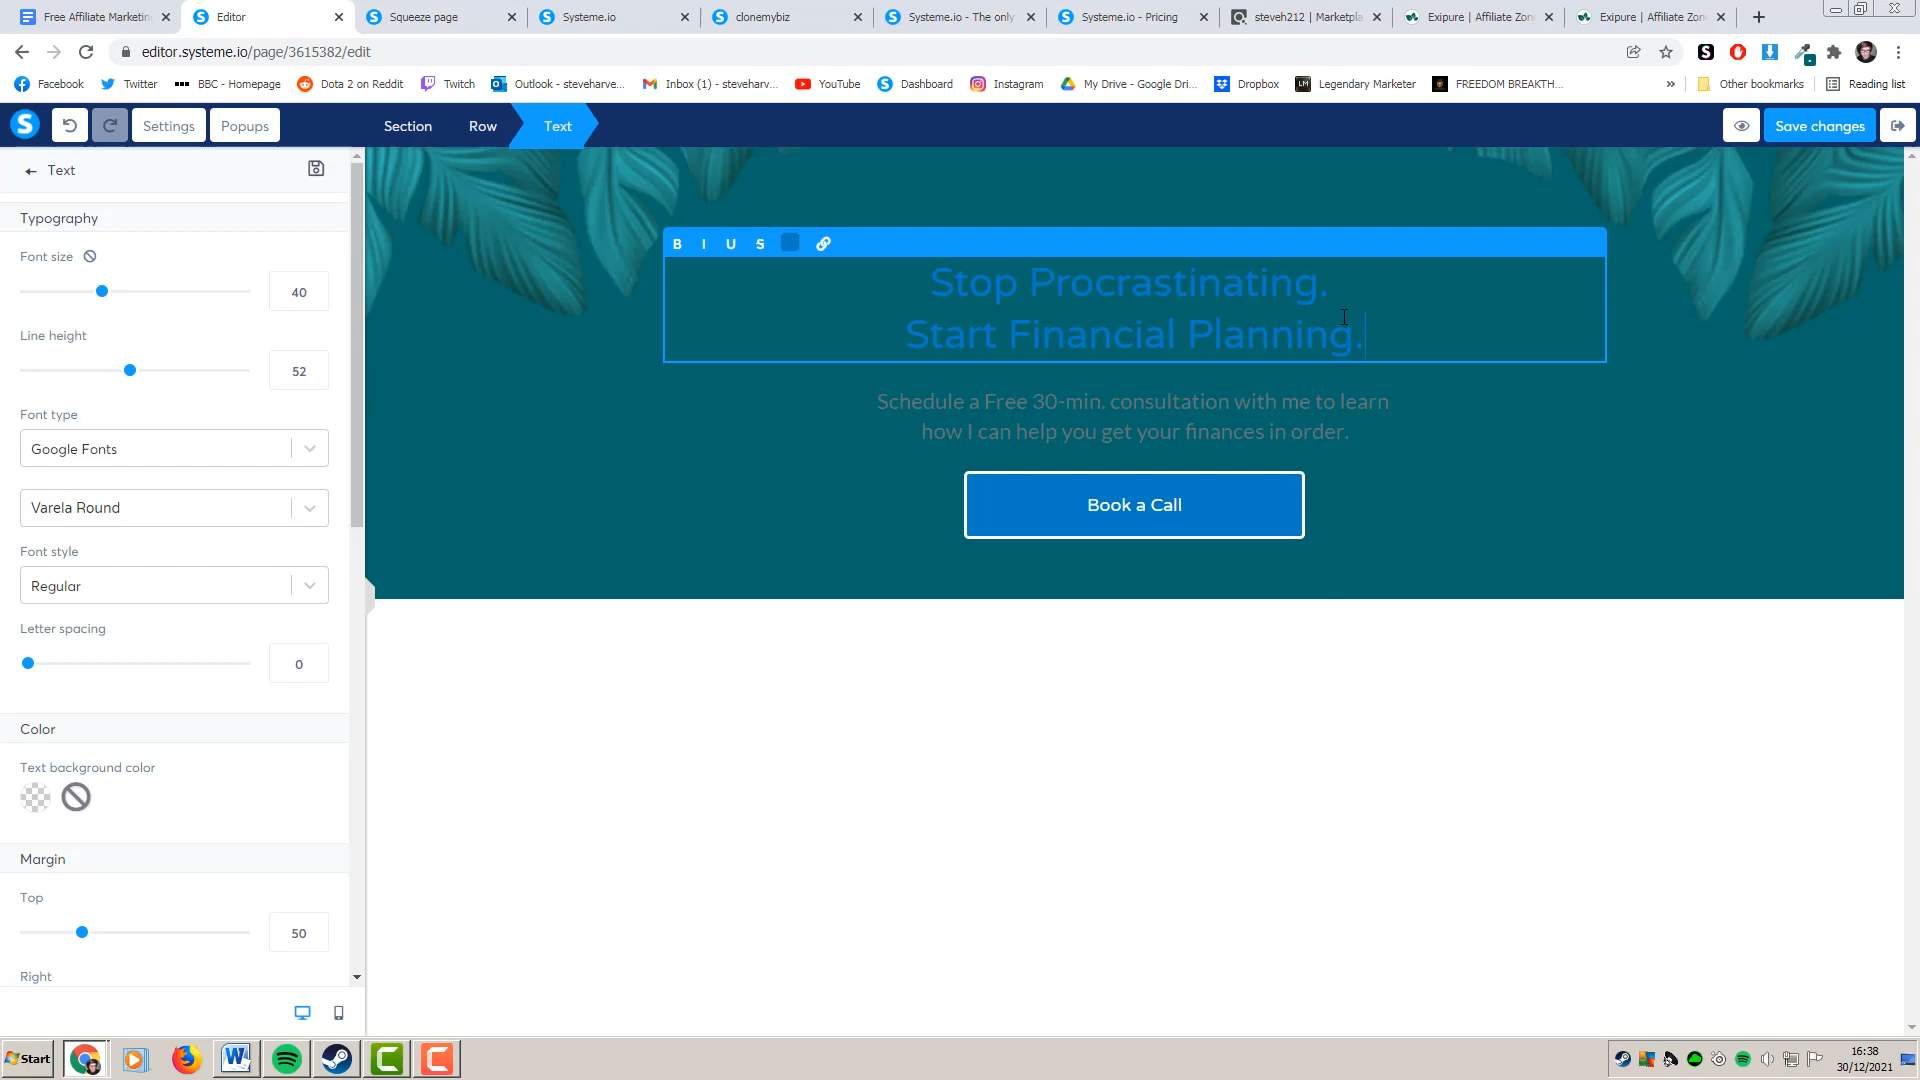 Free Affiliate Marketing
Editor
Squeeze page
Systeme.io
clonemybiz
Systeme.io - The only
Systeme.io - Pricing
steveh212 | Marketpla
Exipure | Affiliate Zon
Exipure | Affiliate Zon
editor.systeme.io/page/3615382/edit
Facebook
Twitter
BBC - Homepage
Dota 2 on Reddit
Twitch
Outlook - steveharve...
Inbox (1) - steveharv...
YouTube
Dashboard
Instagram
My Drive - Google Dri...
Dropbox
Legendary Marketer
FREEDOM BREAKTH...
»
Other bookmarks
Reading list
Settings
Popups
Section
Row
Text
Save changes
Text
Typography
Font size
40
Line height
52
Font type
Google Fonts
Varela Round
Font style
Regular
Letter spacing
0
Color
Text background color
Margin
Top
50
Right
B I U S
Stop Procrastinating.
Start Financial Planning.
Schedule a Free 30-min. consultation with me to learn
how I can help you get your finances in order.
Book a Call
Start
16:38
30/12/2021